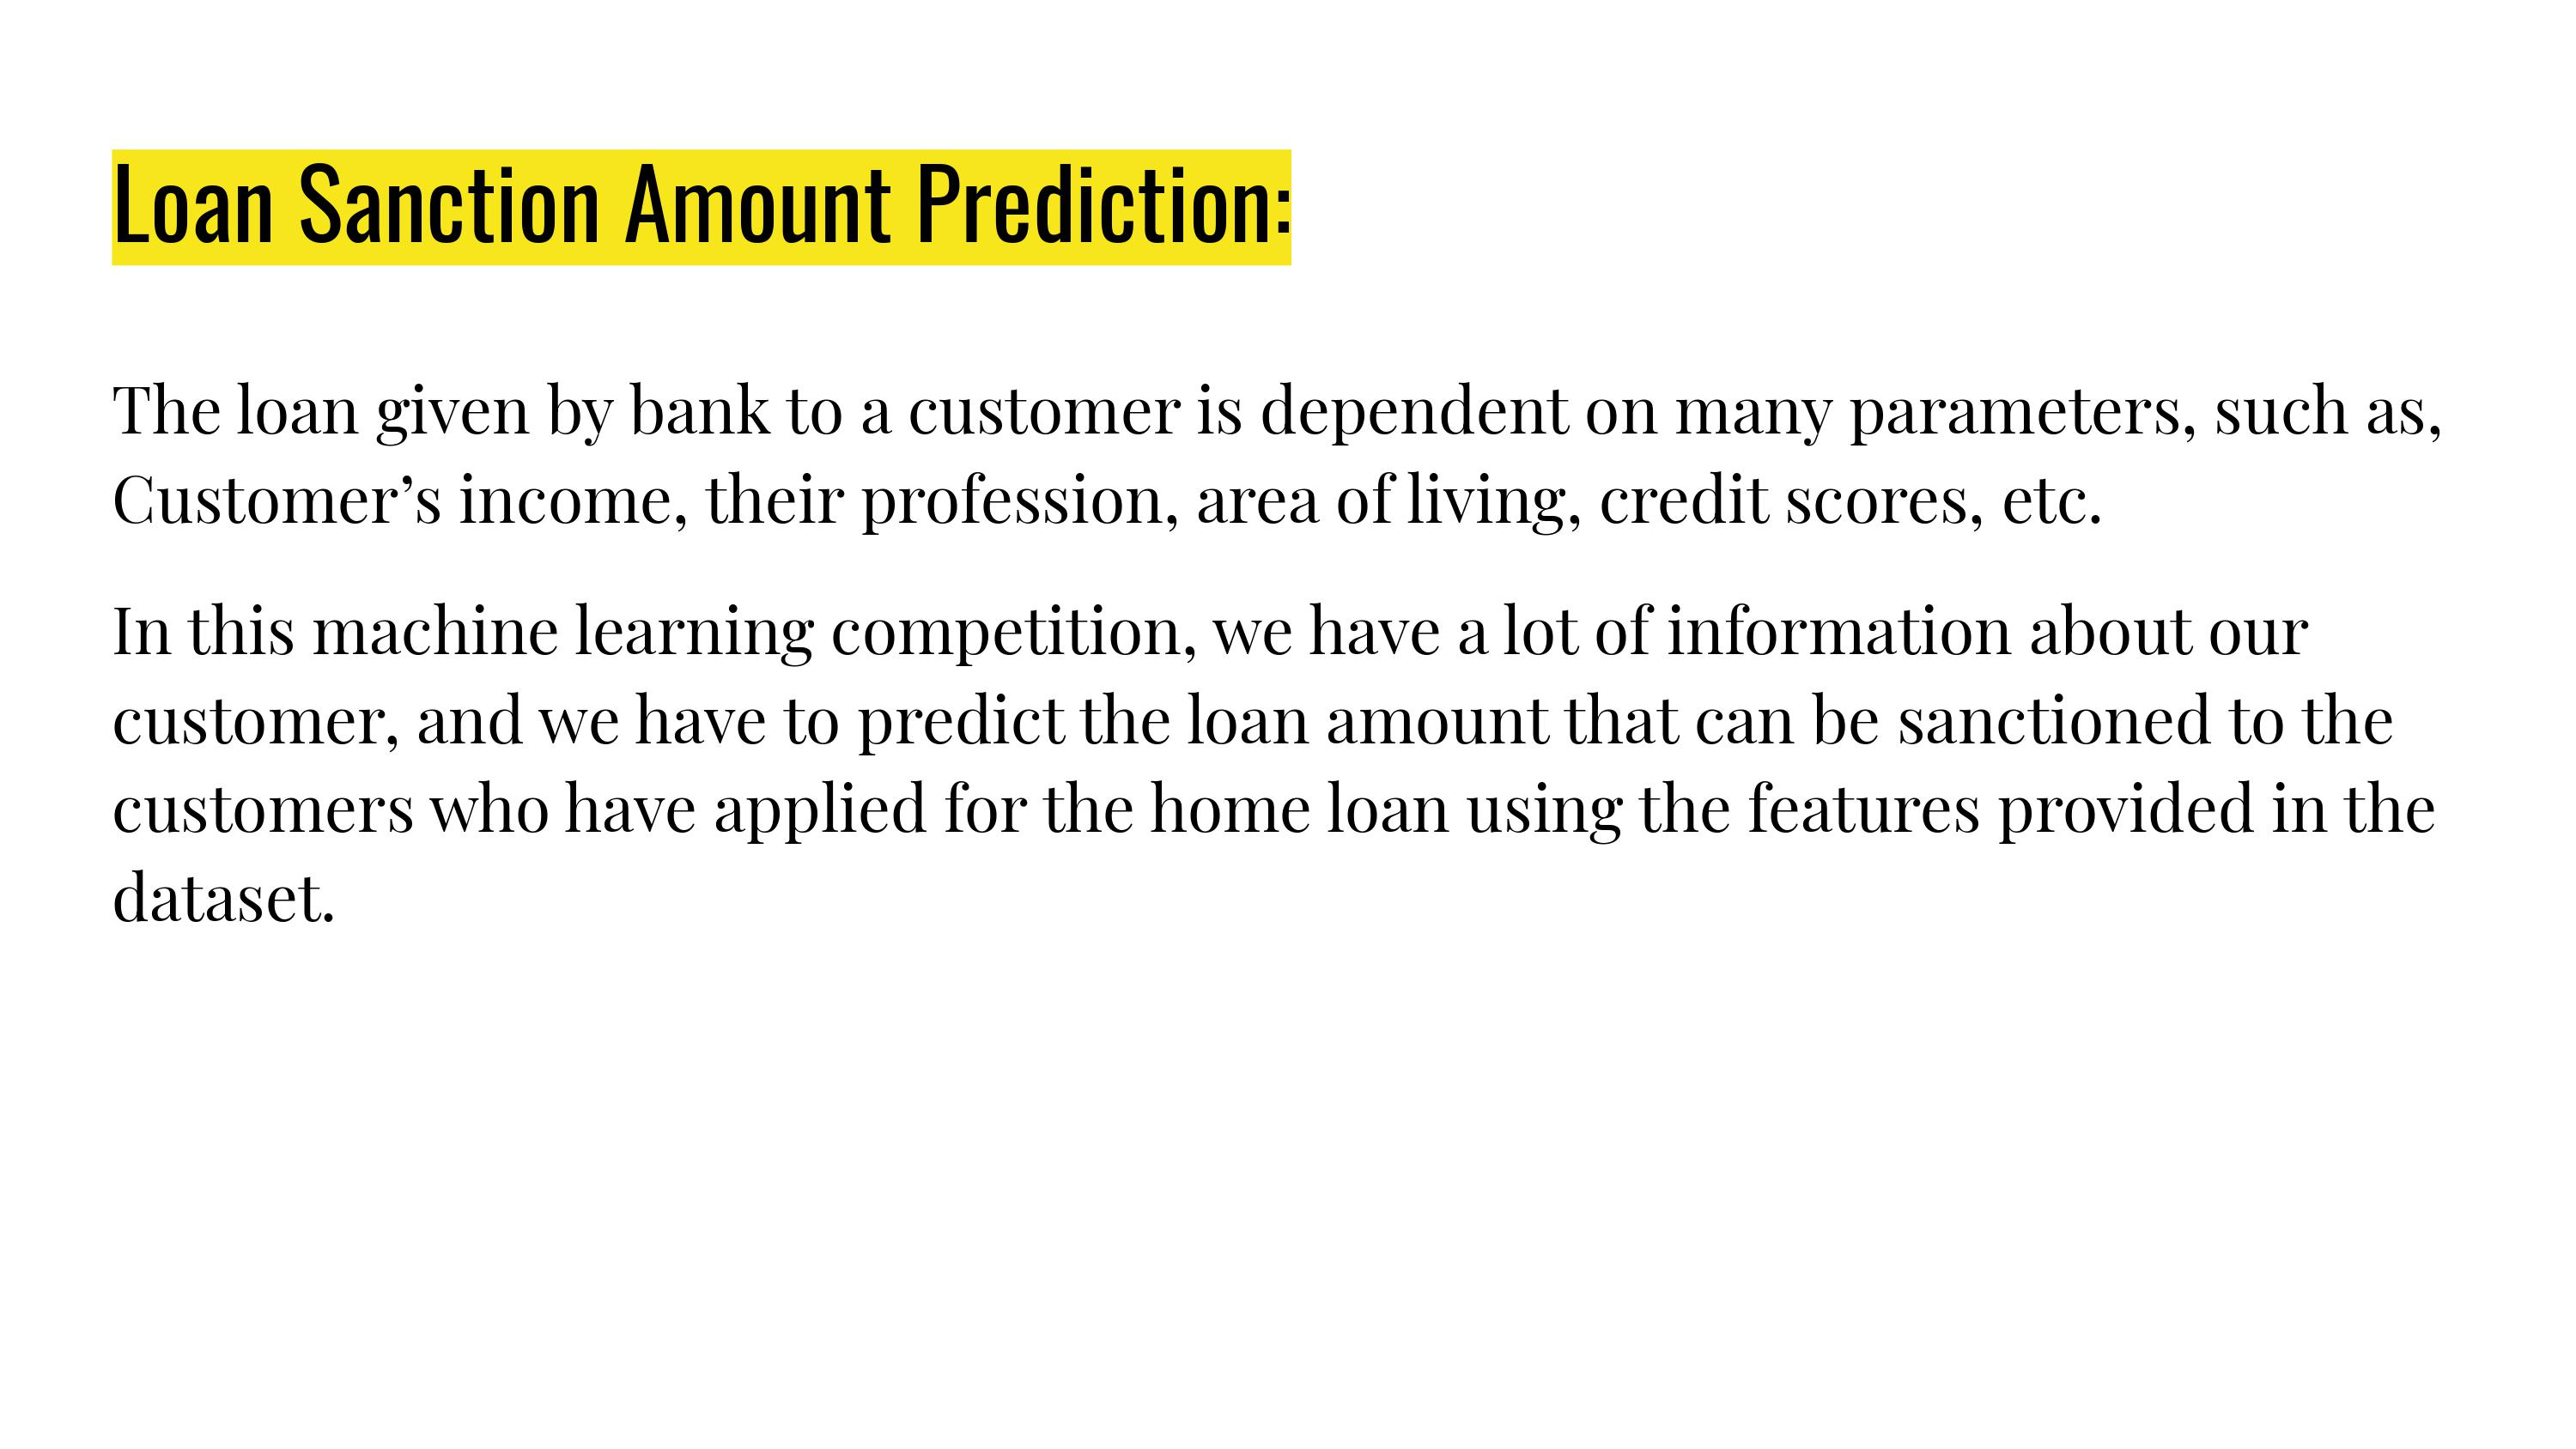 Loan Sanction Amount Prediction:
The loan given by bank to a customer is dependent on many parameters, such as,
Customer’s income, their profession, area of living, credit scores, etc.
In this machine learning competition, we have a lot of information about our
customer, and we have to predict the loan amount that can be sanctioned to the
customers who have applied for the home loan using the features provided in the
dataset.